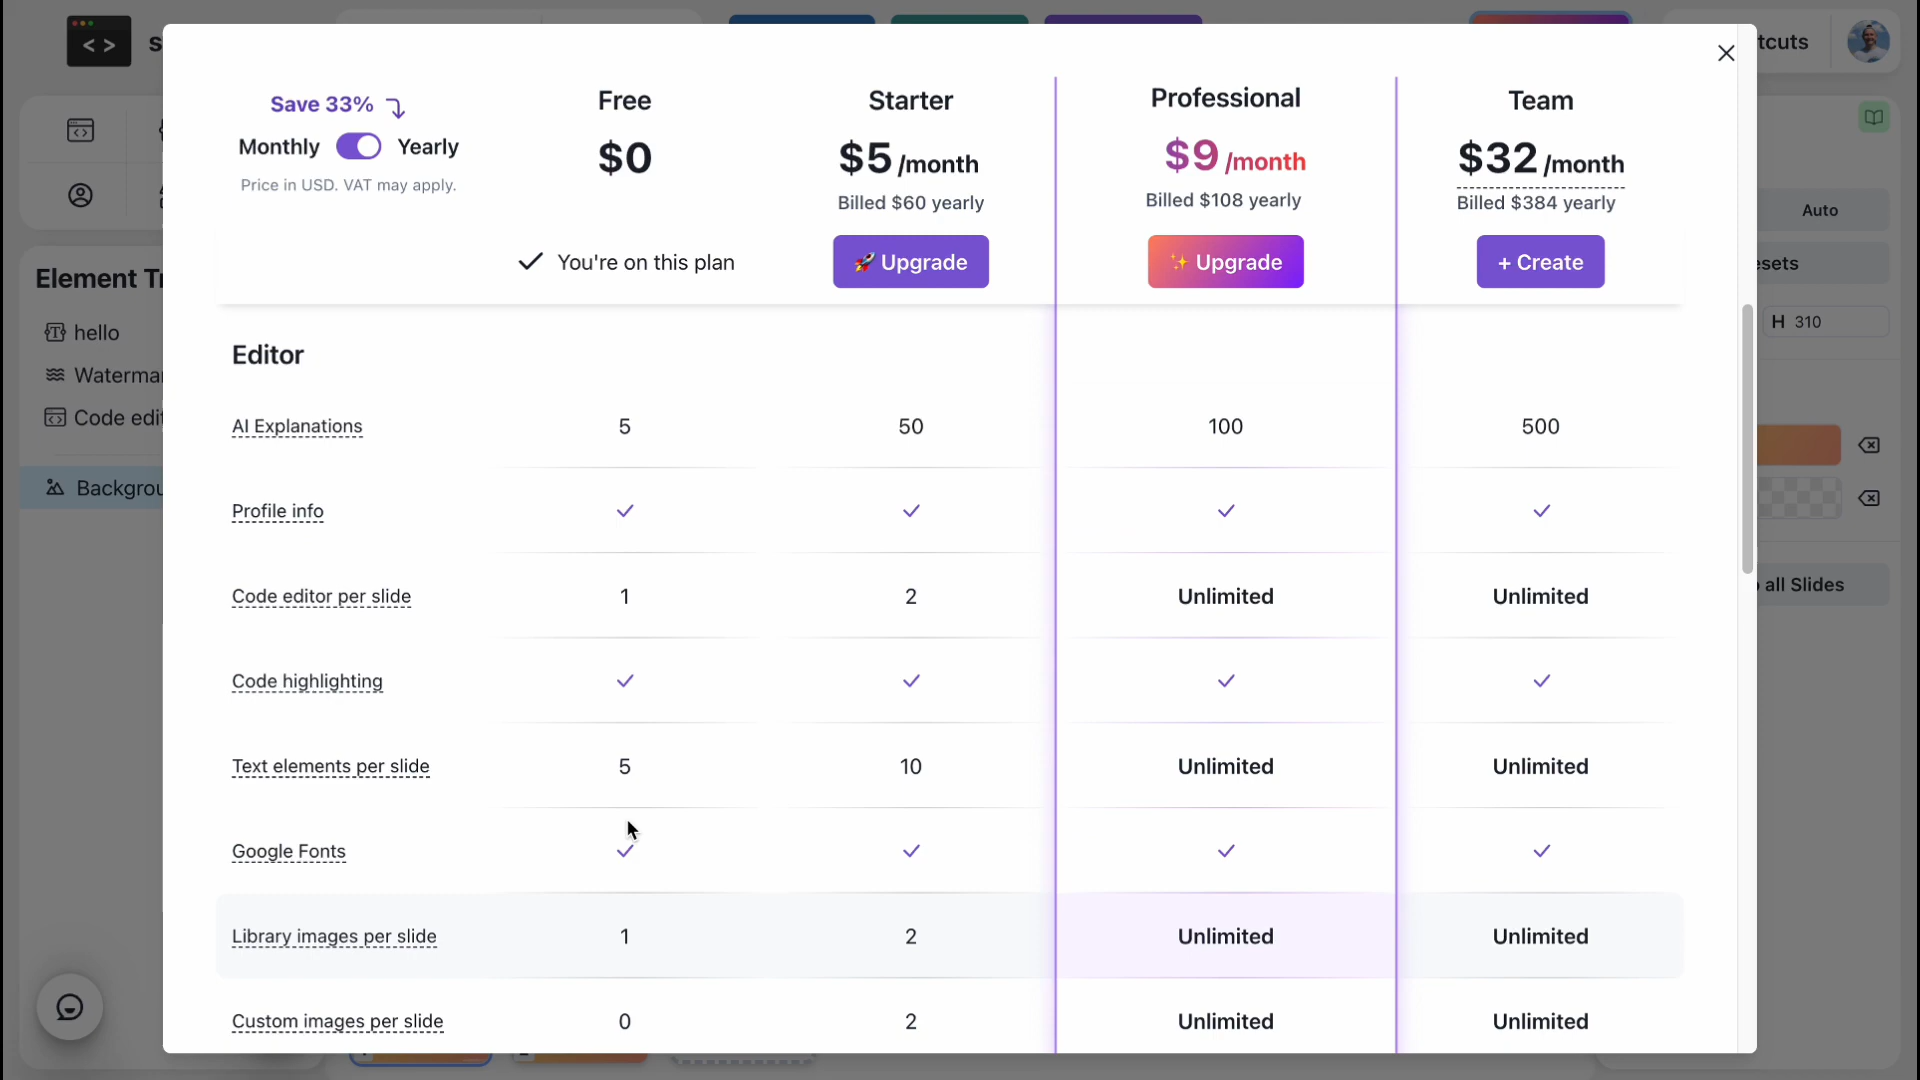 < >
tcuts
Save 33%
Free
Starter
Professional
Team
Monthly
Yearly
$0
$5 /month
$9 /month
$32 /month
Price in USD. VAT may apply.
Billed $60 yearly
Billed $108 yearly
Billed $384 yearly
Auto
You're on this plan
🚀 Upgrade
✨ Upgrade
+ Create
esets
Element Tr
hello
H 310
Editor
Waterma
Code edit
AI Explanations
5
50
100
500
Backgrou
Profile info
Code editor per slide
1
2
Unlimited
Unlimited
all Slides
Code highlighting
Text elements per slide
5
10
Unlimited
Unlimited
Google Fonts
Library images per slide
1
2
Unlimited
Unlimited
Custom images per slide
0
2
Unlimited
Unlimited